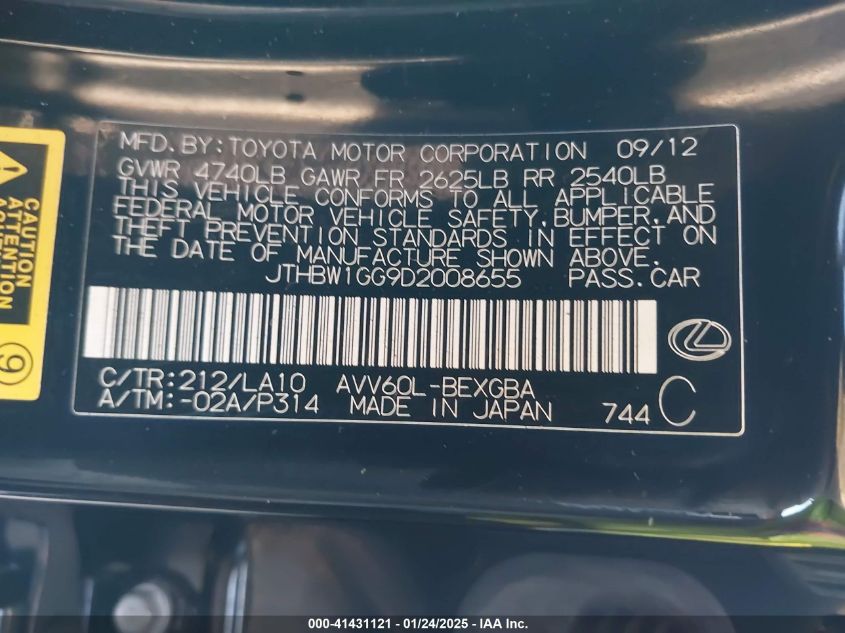 MFD. BY: TOYOTA MOTOR CORPORATION 09/12
GVWR 4740LB GAWR FR 2625LB RR 2540LB
THIS VEHICLE CONFORMS TO ALL APPLICABLE
FEDERAL MOTOR VEHICLE SAFETY, BUMPER, AND
THEFT PREVENTION STANDARDS IN EFFECT ON
THE DATE OF MANUFACTURE SHOWN ABOVE.
JTHBW1GG9D2008655 PASS.CAR
C/TR:212/LA10 AVV60L-BEXGBA
A/TM:-02A/P314 MADE IN JAPAN 744 C
CAUTION
ATTENTION
9
000-41431121 - 01/24/2025 - IAA Inc.